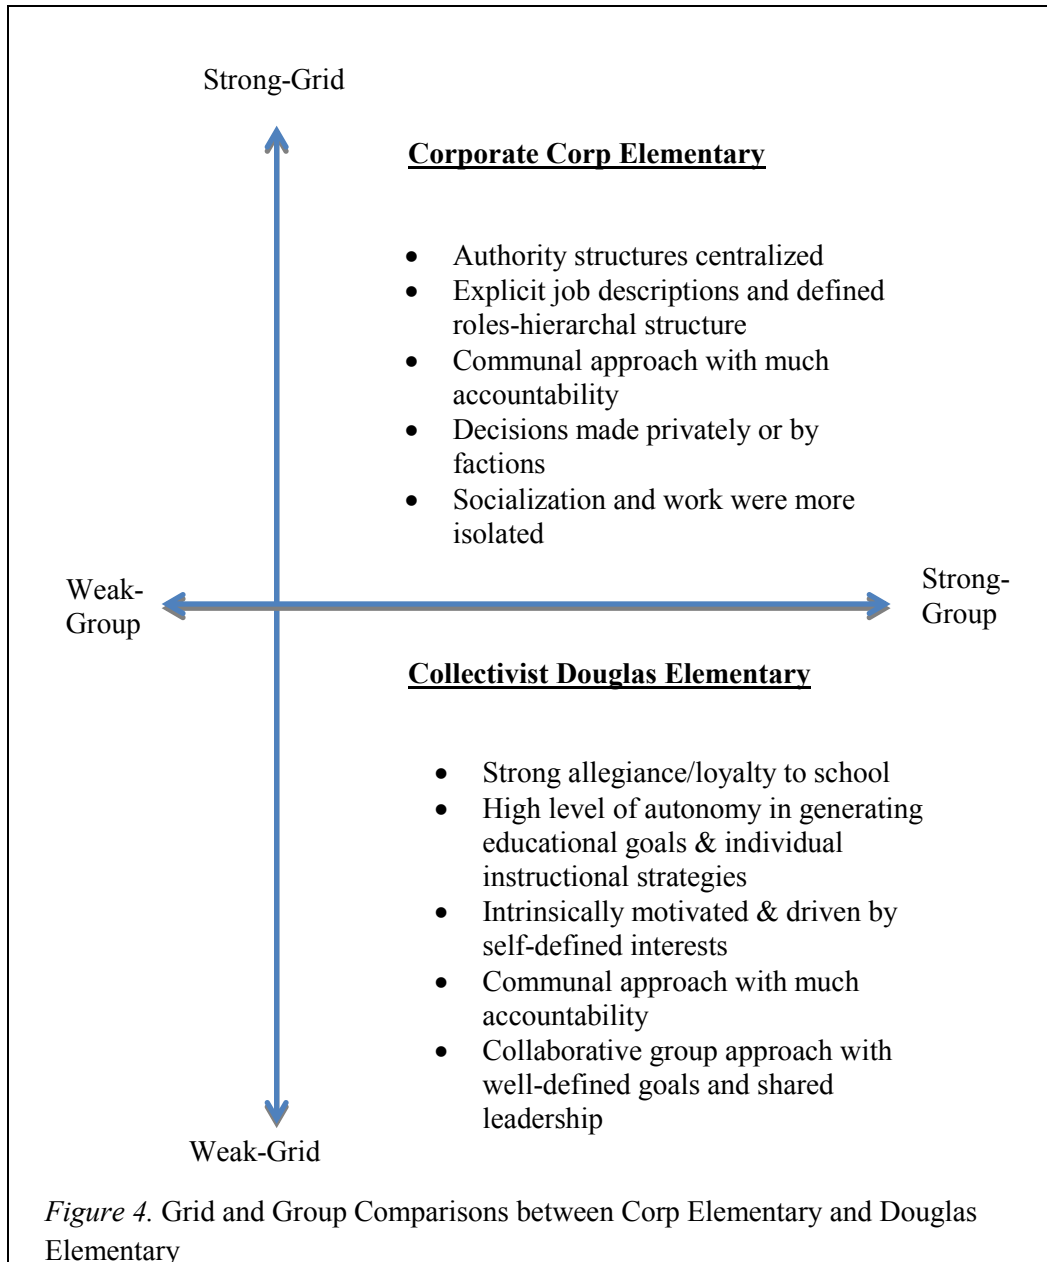 Strong-Grid
Corporate Corp Elementary
• Authority structures centralized
• Explicit job descriptions and defined
roles-hierarchal structure
• Communal approach with much
accountability
• Decisions made privately or by
factions
• Socialization and work were more
isolated
Weak-
Group
Strong-
Group
Collectivist Douglas Elementary
• Strong allegiance/loyalty to school
• High level of autonomy in generating
educational goals & individual
instructional strategies
• Intrinsically motivated & driven by
self-defined interests
• Communal approach with much
accountability
• Collaborative group approach with
well-defined goals and shared
leadership
Weak-Grid
Figure 4. Grid and Group Comparisons between Corp Elementary and Douglas
Elementary